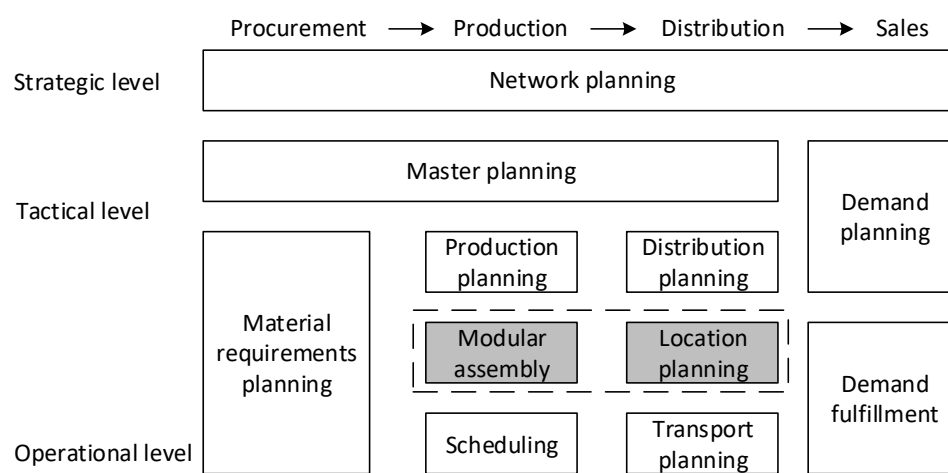 Procurement
Production
Distribution
Sales
Strategic level
Network planning
Master planning
Tactical level
Demand
planning
Production
planning
Distribution
planning
Material
requirements
planning
Modular
assembly
Location
planning
Demand
fulfillment
Operational level
Scheduling
Transport
planning